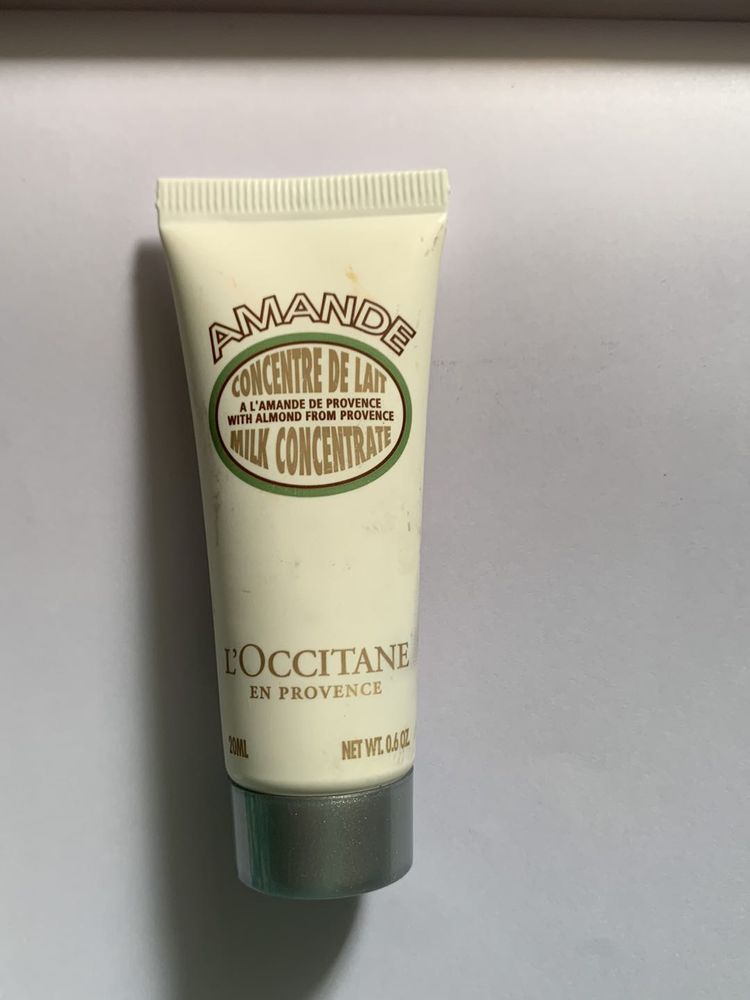 AMANDE
CONCENTRE DE LAIT
A L'AMANDE DE PROVENCE
WITH ALMOND FROM PROVENCE
MILK CONCENTRATE
L'OCCITANE
EN PROVENCE
20ML NET WT. 0.6 OZ.